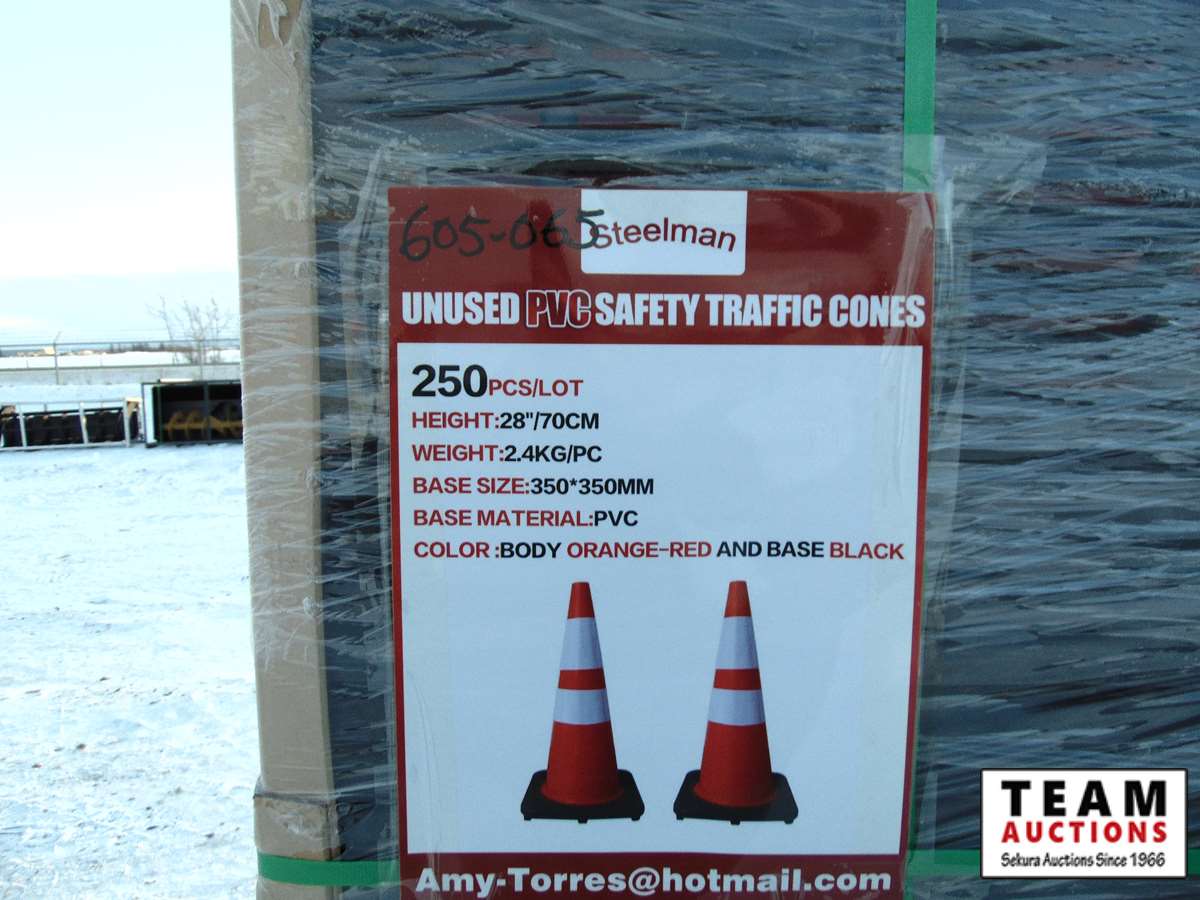 605-065
Steelman
UNUSED PVC SAFETY TRAFFIC CONES
250PCS/LOT
HEIGHT:28"/70CM
WEIGHT:2.4KG/PC
BASE SIZE:350*350MM
BASE MATERIAL:PVC
COLOR :BODY ORANGE-RED AND BASE BLACK
Amy-Torres@hotmail.com
TEAM
AUCTIONS
Sekura Auctions Since 1966